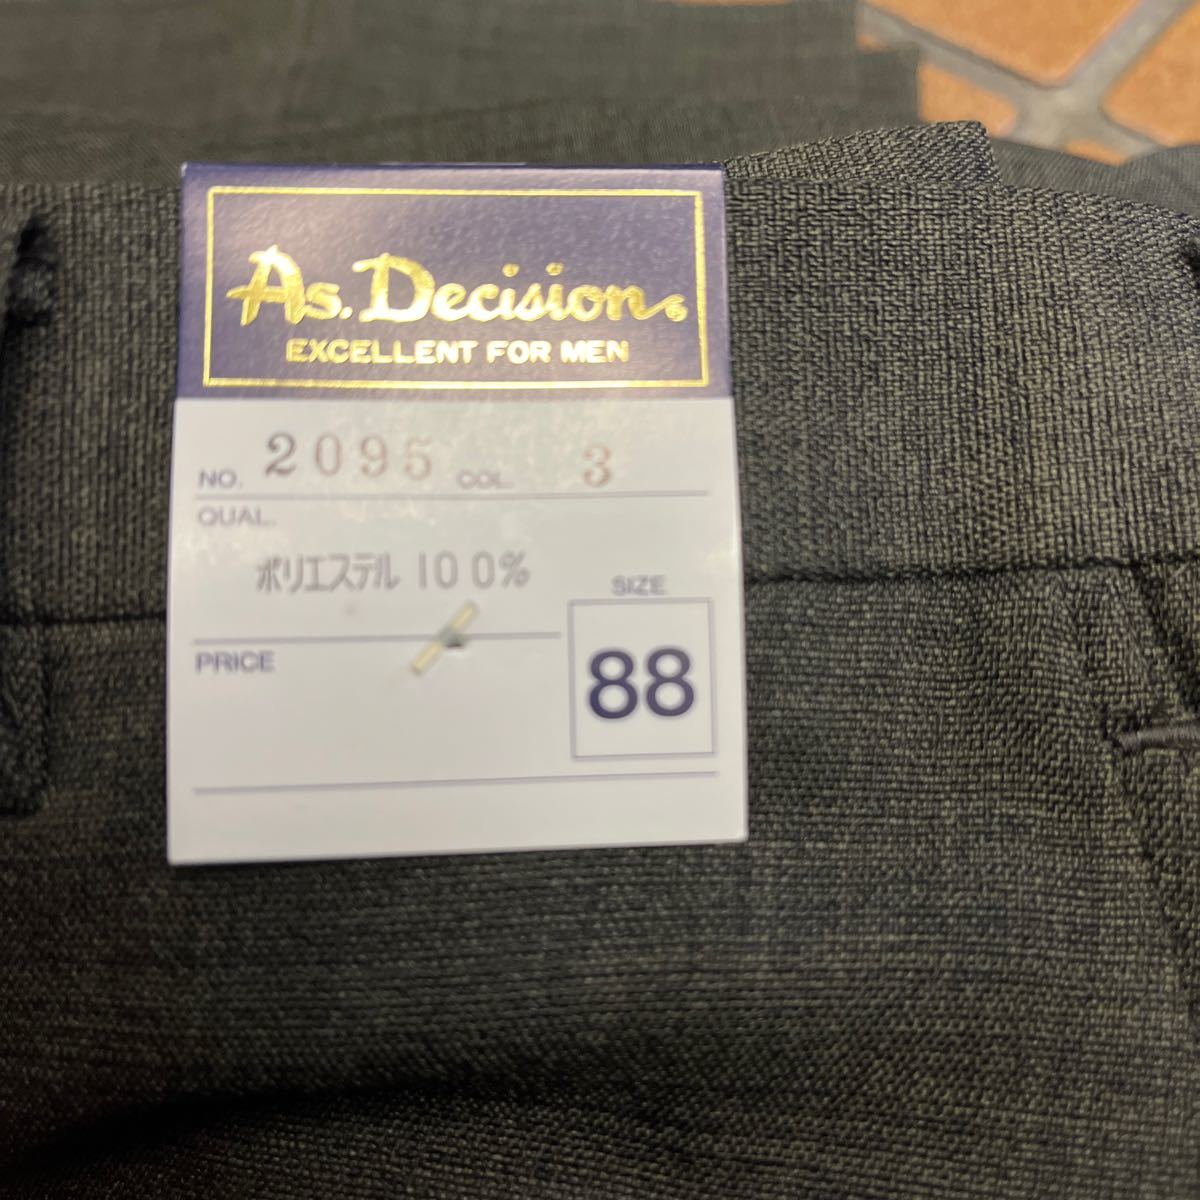 As. Decision
EXCELLENT FOR MEN
NO. 2095 COL. 3
QUAL.
ポリエステル 100%
SIZE
88
PRICE